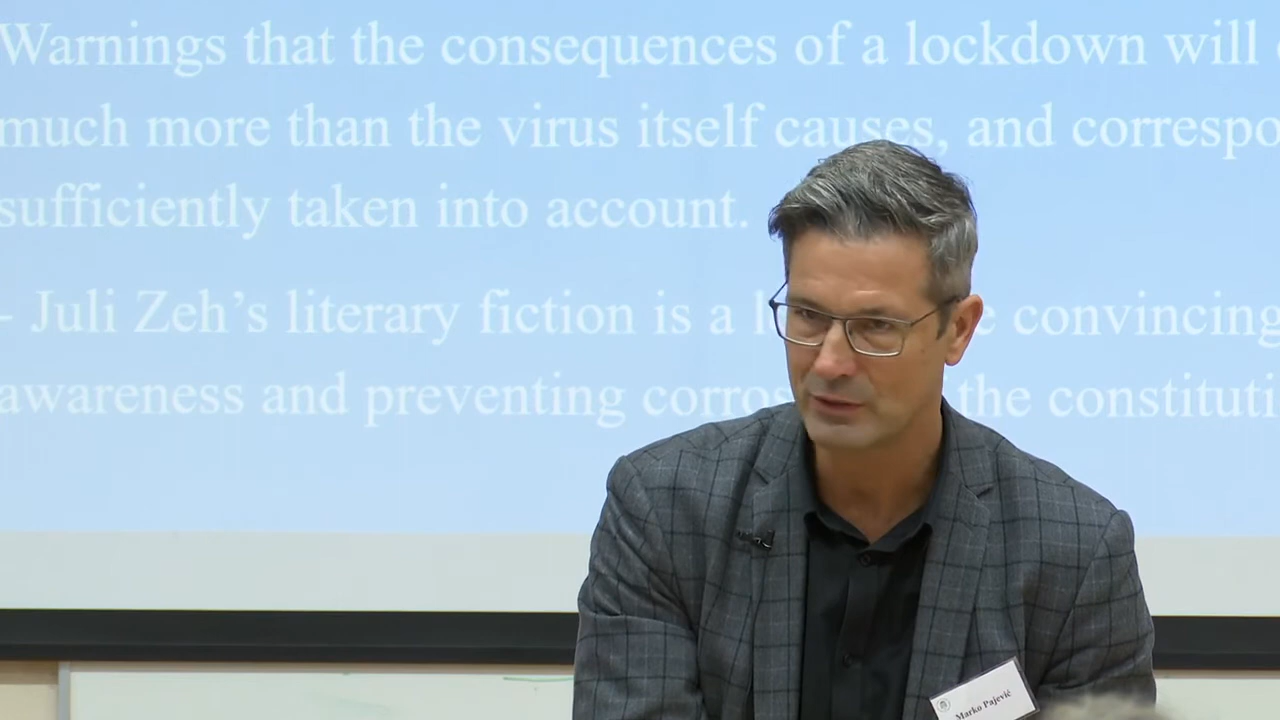 Warnings that the consequences of a lockdown will
much more than the virus itself causes, and correspo
sufficiently taken into account.
- Juli Zeh's literary fiction is a convincing
awareness and preventing corros the constituti
Marko Pajević